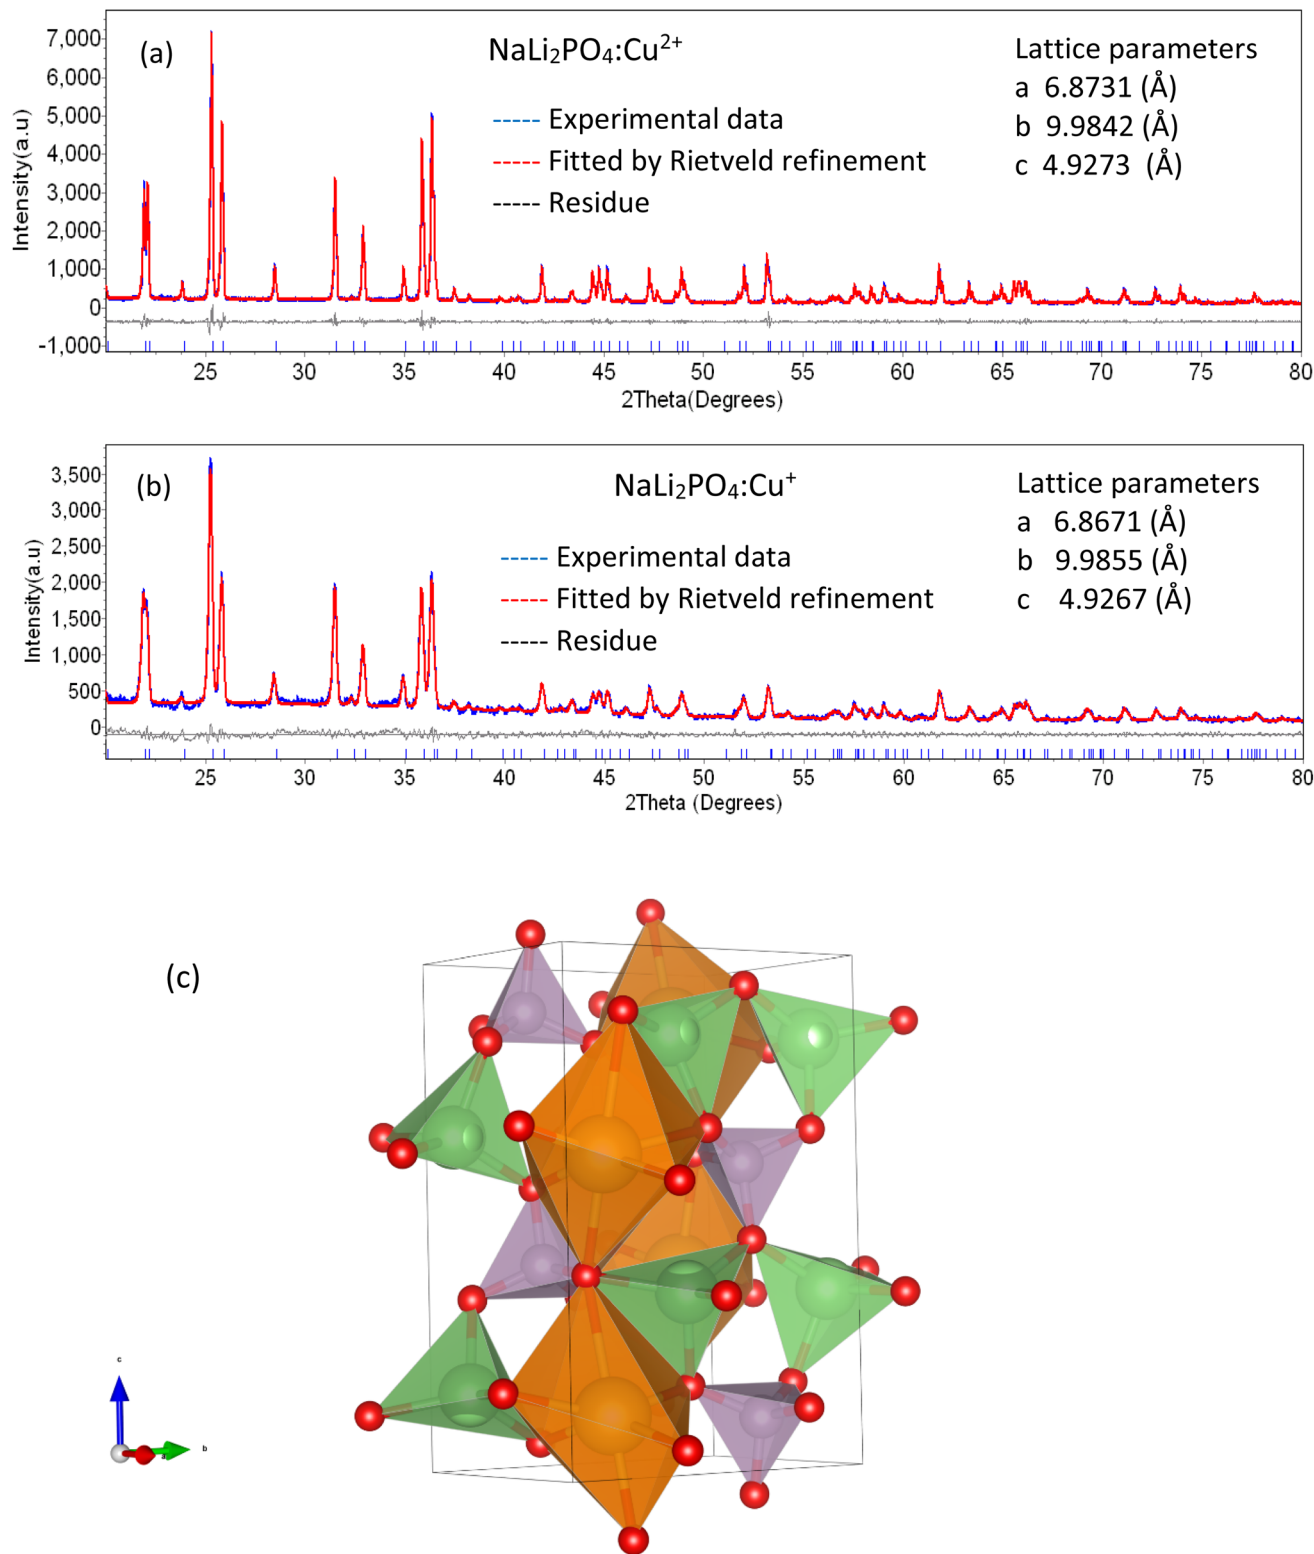 (a)
NaLi₂PO₄:Cu²⁺
Lattice parameters
a 6.8731 (Å)
b 9.9842 (Å)
c 4.9273 (Å)
----- Experimental data
----- Fitted by Rietveld refinement
----- Residue
Intensity(a.u)
7,000
6,000
5,000
4,000
3,000
2,000
1,000
0
-1,000
25 30 35 40 45 50 55 60 65 70 75 80
2Theta(Degrees)
(b)
NaLi₂PO₄:Cu⁺
Lattice parameters
a 6.8671 (Å)
b 9.9855 (Å)
c 4.9267 (Å)
----- Experimental data
----- Fitted by Rietveld refinement
----- Residue
Intensity(a.u)
3,500
3,000
2,500
2,000
1,500
1,000
500
0
25 30 35 40 45 50 55 60 65 70 75 80
2Theta (Degrees)
(c)
c
a
b